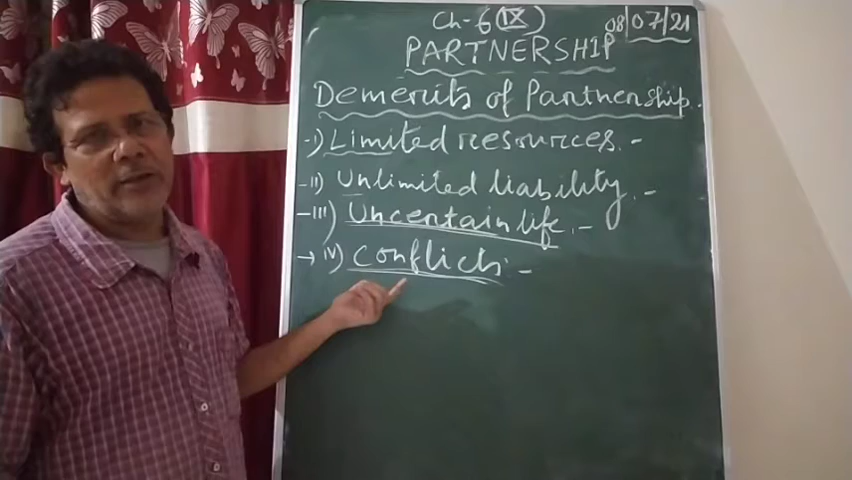 Ch-6 (IX) 08/07/21
PARTNERSHIP
Demerits of Partnership.
i) Limited resources. -
ii) Unlimited liability -
iii) Uncertain life. -
iv) Conflicts. -